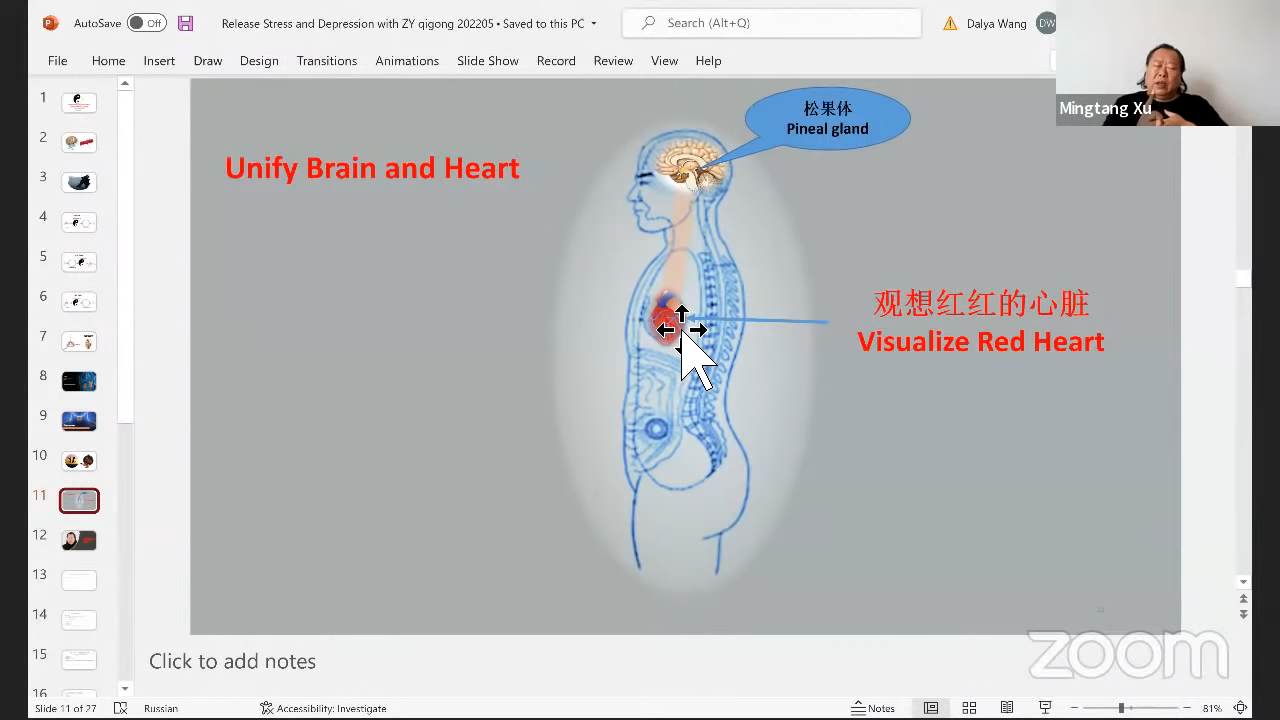 AutoSave
Off
Release Stress and Depression with ZY qigong 202205 • Saved to this PC
Search (Alt+Q)
Dalya Wang
DW
File
Home
Insert
Draw
Design
Transitions
Animations
Slide Show
Record
Review
View
Help
Mingtang Xu
1
2
3
4
5
6
7
8
9
10
11
12
13
14
15
16
松果体
Pineal gland
Unify Brain and Heart
观想红红的心脏
Visualize Red Heart
Click to add notes
zoom
Slide 11 of 27
Russian
Accessibility: Investigate
Notes
81%